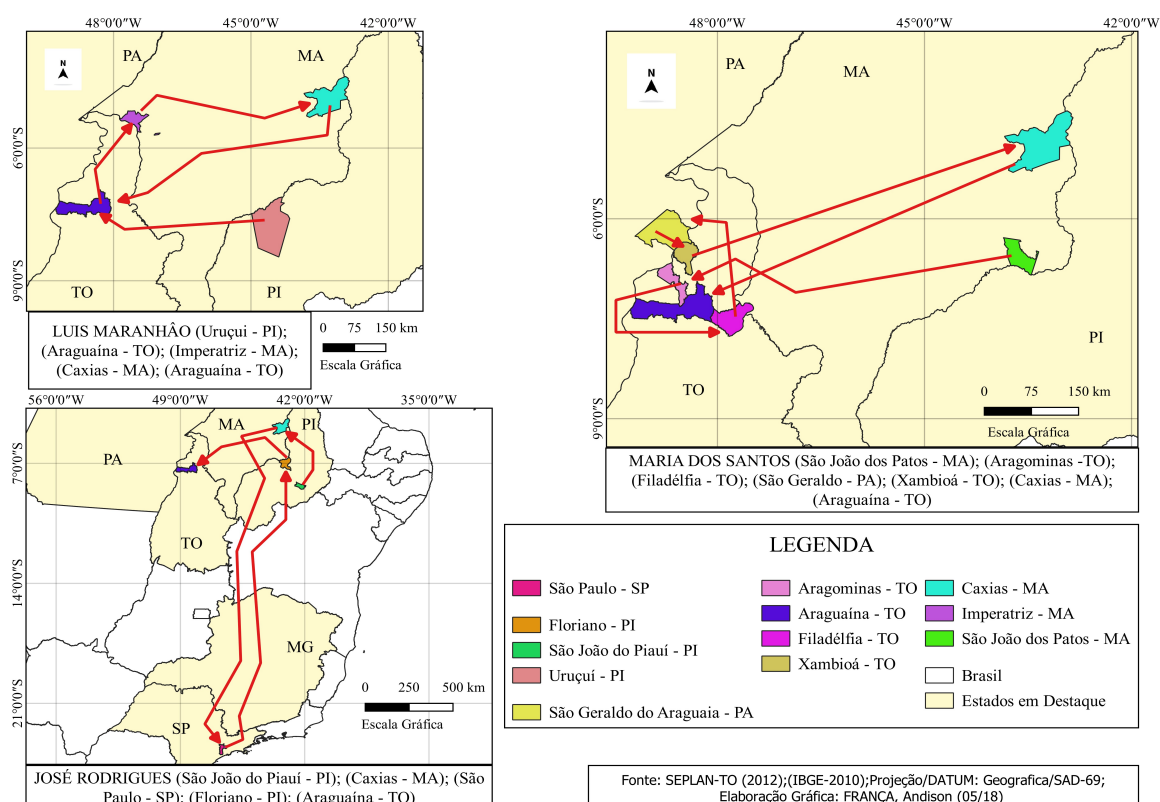 48°0'0"W 45°0'0"W 42°0'0"W
N
PA
MA
6°0'0"S
9°0'0"S
TO
PI
LUIS MARANHÂO (Uruçui - PI);
(Araguaína - TO); (Imperatriz - MA);
(Caxias - MA); (Araguaína - TO)
0 75 150 km
Escala Gráfica
48°0'0"W 45°0'0"W 42°0'0"W
N
PA
MA
6°0'0"S
9°0'0"S
PI
TO
0 75 150 km
Escala Gráfica
MARIA DOS SANTOS (São João dos Patos - MA); (Aragominas -TO);
(Filadélfia - TO); (São Geraldo - PA); (Xambioá - TO); (Caxias - MA);
(Araguaína - TO)
56°0'0"W 49°0'0"W 42°0'0"W 35°0'0"W
MA
PI
PA
7°0'0"S
TO
14°0'0"S
MG
21°0'0"S
SP
0 250 500 km
Escala Gráfica
JOSÉ RODRIGUES (São João do Piauí - PI); (Caxias - MA); (São
Paulo - SP); (Floriano - PI); (Araguaína - TO)
LEGENDA
São Paulo - SP
Floriano - PI
São João do Piauí - PI
Uruçuí - PI
São Geraldo do Araguaia - PA
Aragominas - TO
Araguaína - TO
Filadélfia - TO
Xambioá - TO
Caxias - MA
Imperatriz - MA
São João dos Patos - MA
Brasil
Estados em Destaque
Fonte: SEPLAN-TO (2012);(IBGE-2010);Projeção/DATUM: Geografica/SAD-69;
Elaboração Gráfica: FRANÇA, Andison (05/18)